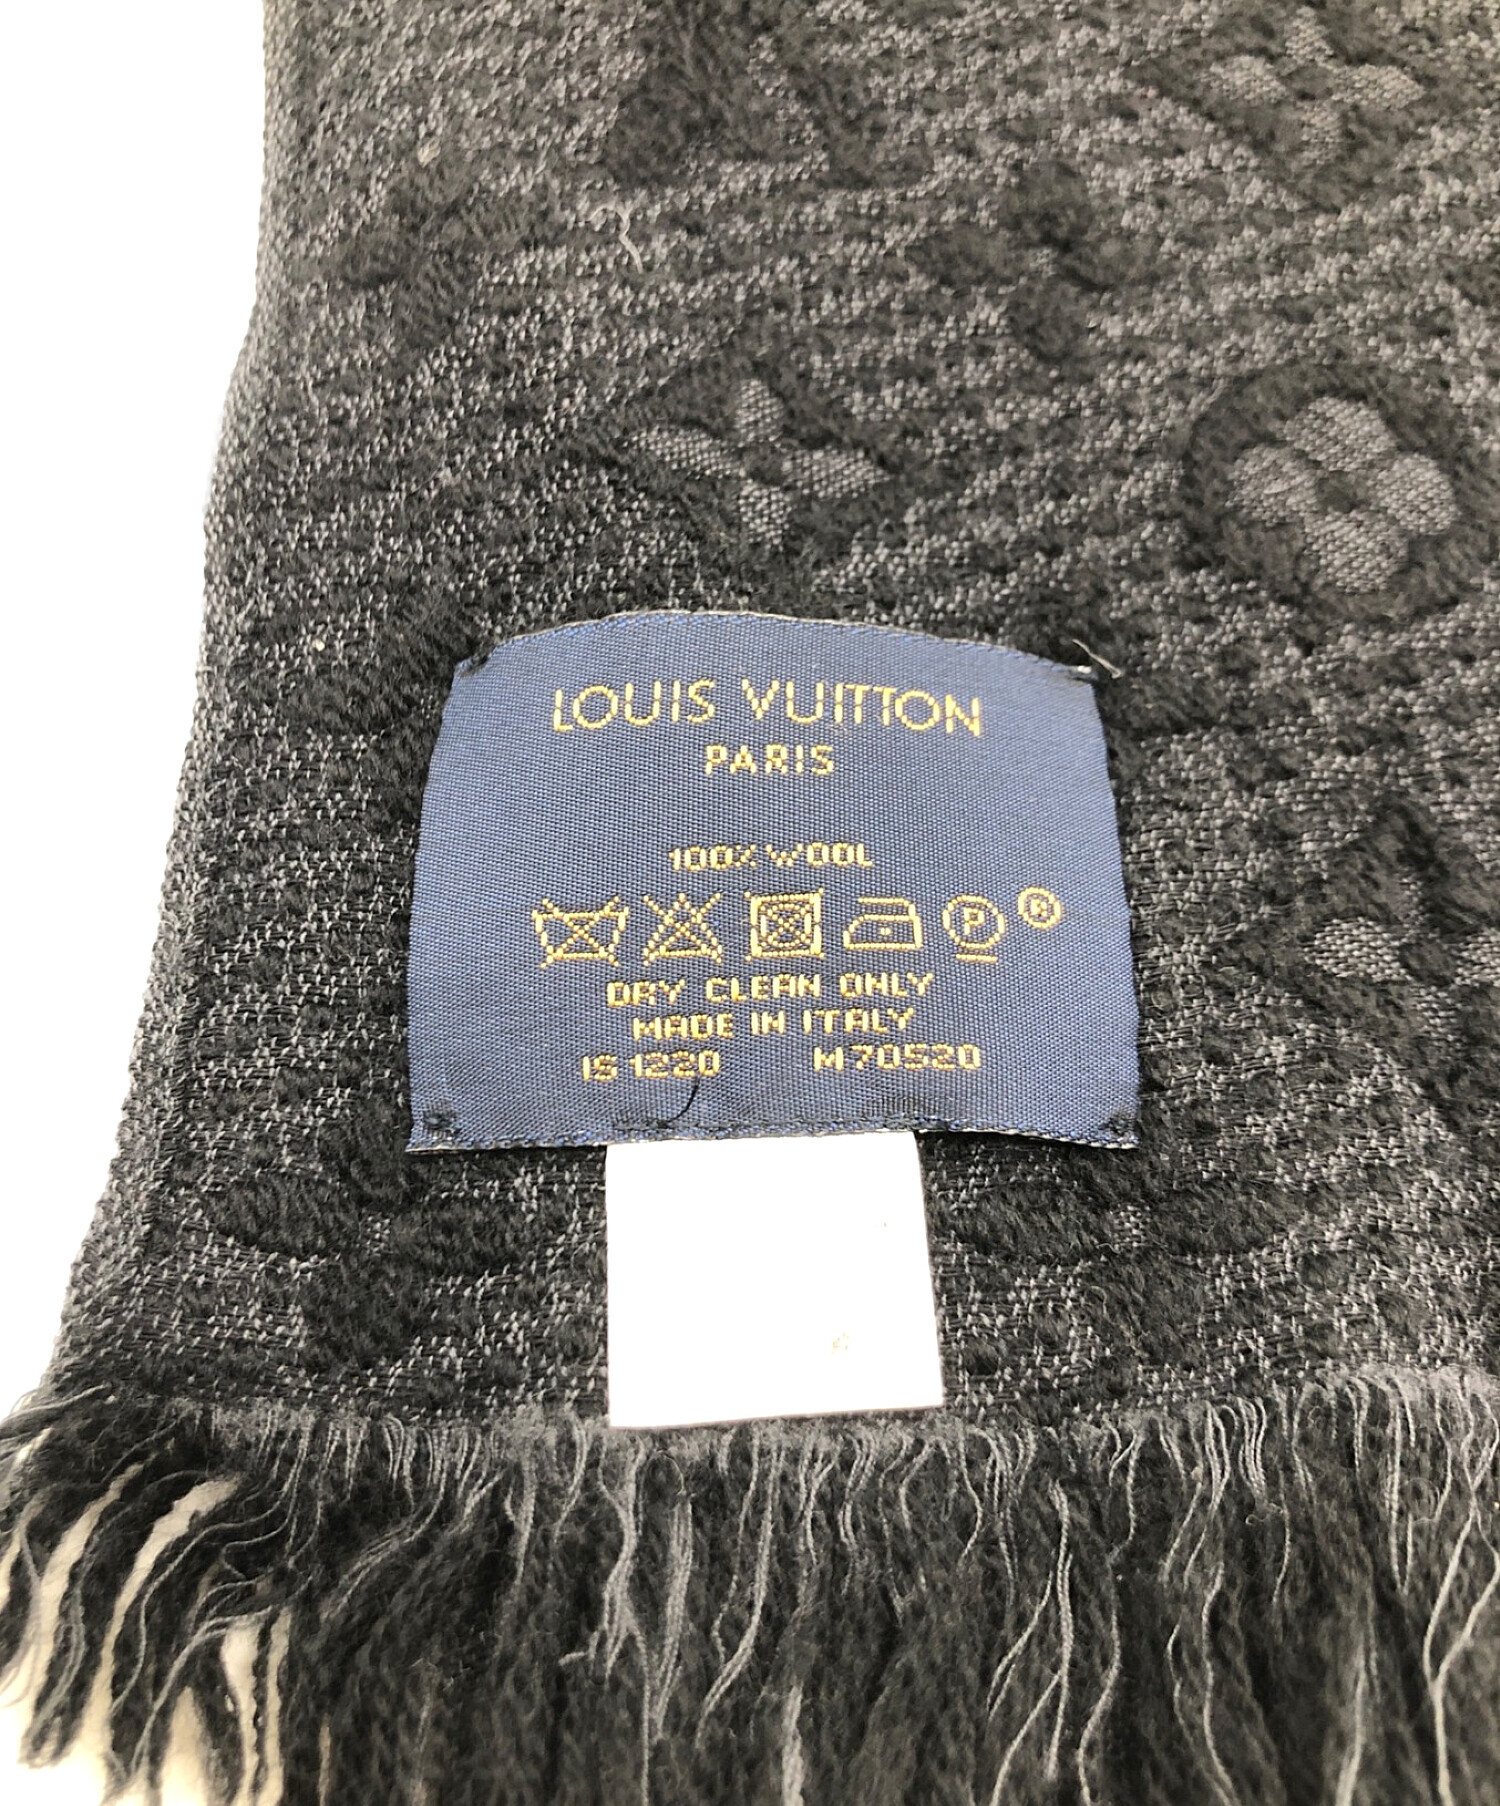 LOUIS VUITTON
PARIS
100% WOOL
P
DRY CLEAN ONLY
MADE IN ITALY
IS 1220 M70520